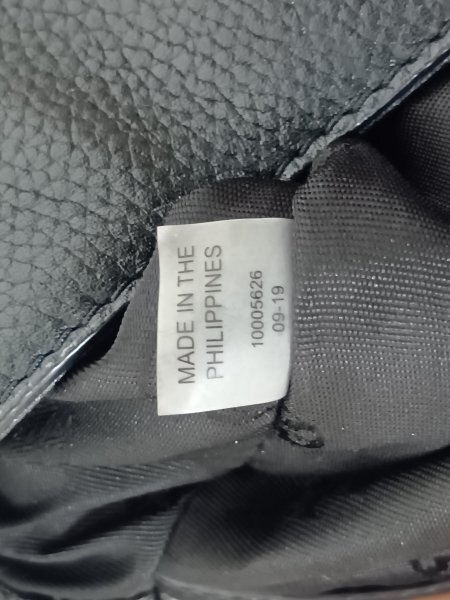 MADE IN THE
PHILIPPINES
10005626
09-19